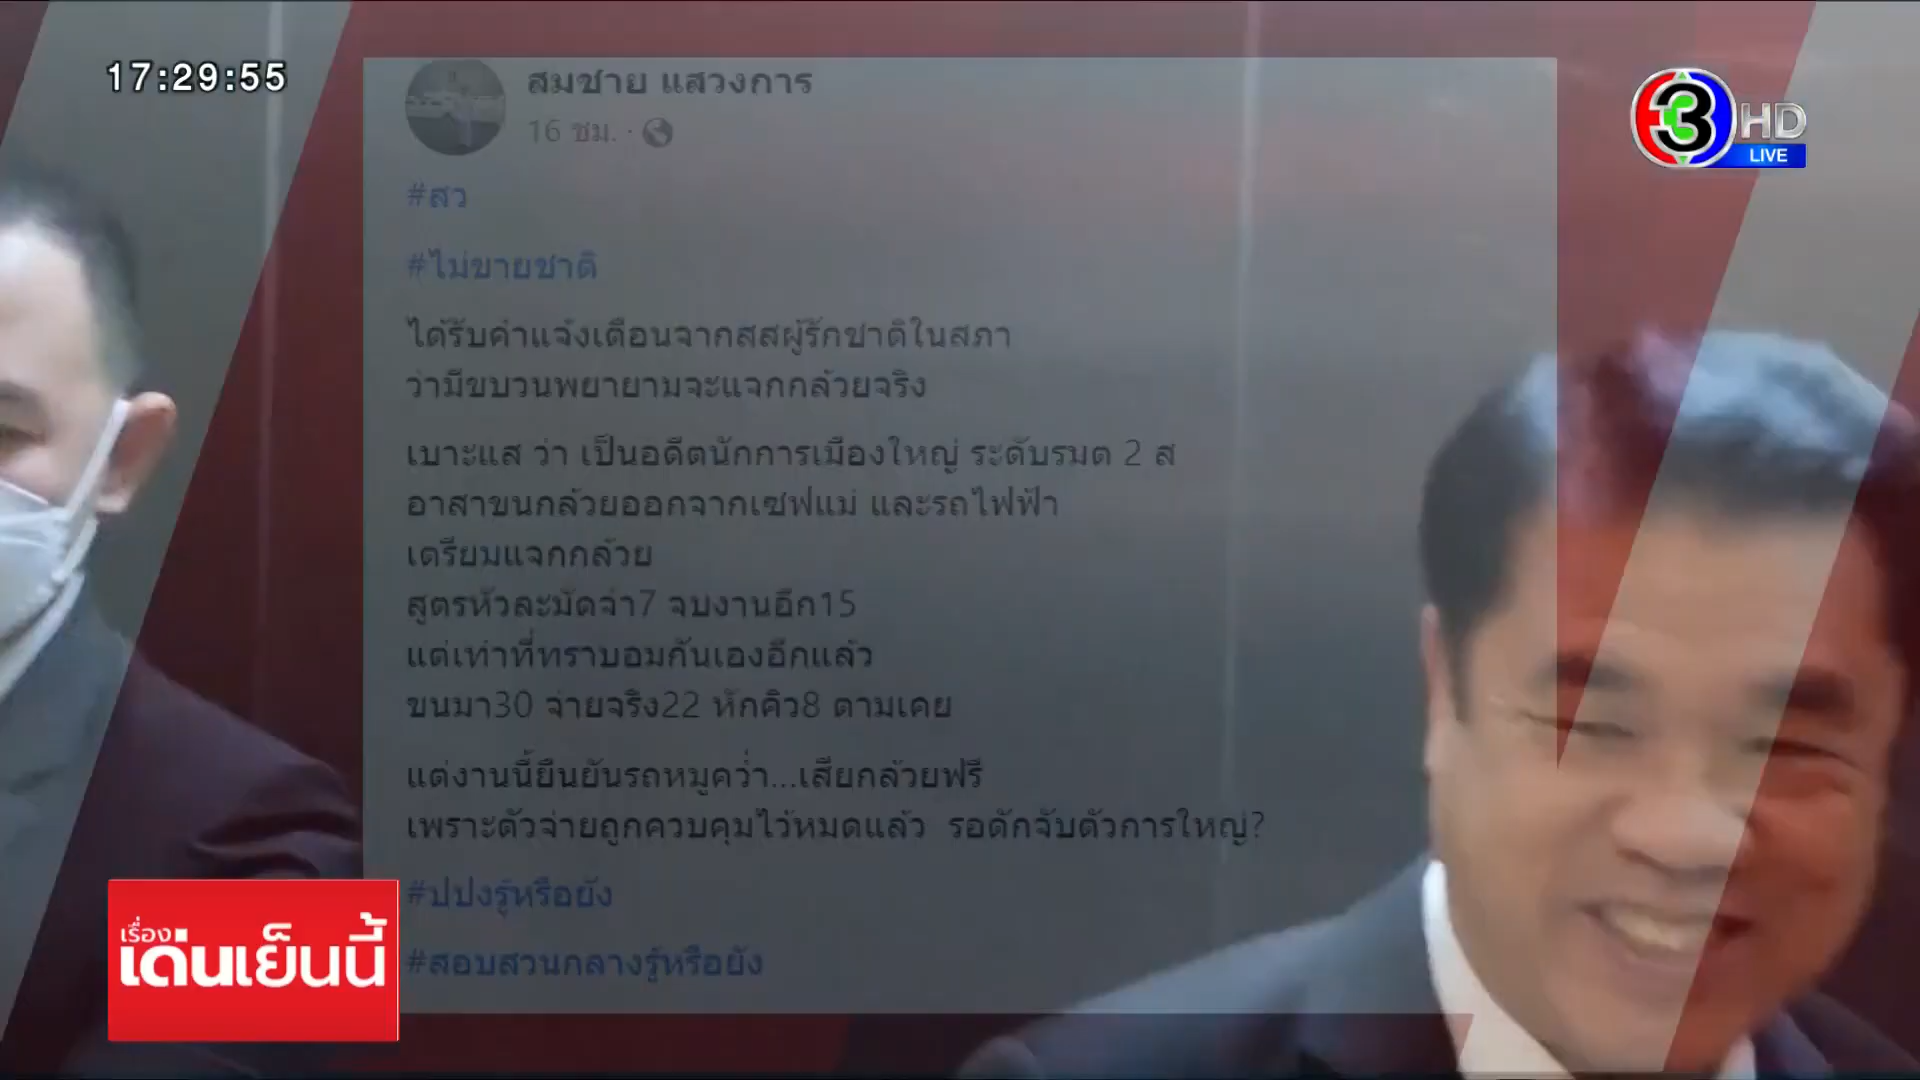 17:29:55
3 HD
LIVE
สมชาย แสวงการ
16 ชม. ·
#สว
#ไม่ขายชาติ
ได้รับคำแจ้งเตือนจากสสผู้รักชาติในสภา
ว่ามีขบวนพยายามจะแจกกล้วยจริง
เบาะแส ว่า เป็นอดีตนักการเมืองใหญ่ ระดับรมต 2 ส
อาสาขนกล้วยออกจากเซฟแม่ และรถไฟฟ้า
เตรียมแจกกล้วย
สูตรหัวละมัดจำ7 จบงานอีก15
แต่เท่าที่ทราบอมกันเองอีกแล้ว
ขนมา30 จ่ายจริง22 หักคิว8 ตามเคย
แต่งานนี้ยืนยันรถหมูคว่ำ...เสียกล้วยฟรี
เพราะตัวจ่ายถูกควบคุมไว้หมดแล้ว รอดักจับตัวการใหญ่?
#ปปงรู้หรือยัง
#สอบสวนกลางรู้หรือยัง
เรื่อง
เด่นเย็นนี้